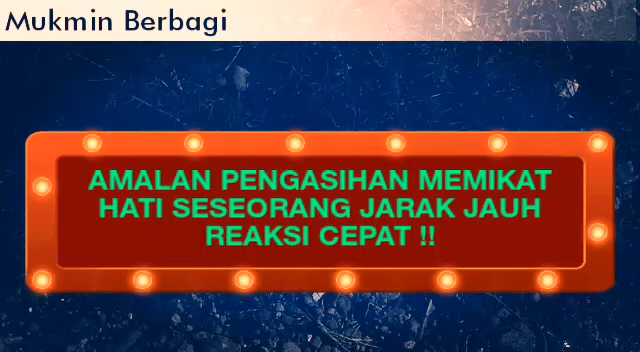 Mukmin Berbagi
AMALAN PENGASIHAN MEMIKAT
HATI SESEORANG JARAK JAUH
REAKSI CEPAT !!